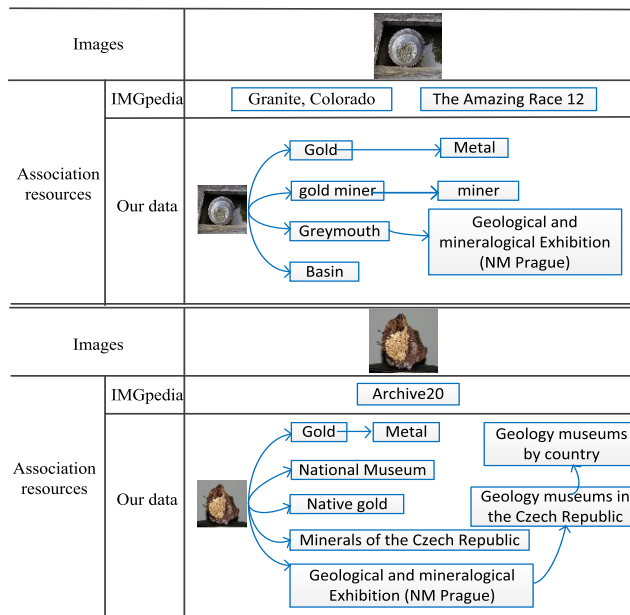 Images
Association
resources
IMGpedia
Granite, Colorado
The Amazing Race 12
Our data
Gold
Metal
gold miner
miner
Greymouth
Geological and
mineralogical Exhibition
(NM Prague)
Basin
Images
Association
resources
IMGpedia
Archive20
Our data
Gold
Metal
Geology museums
by country
National Museum
Native gold
Geology museums in
the Czech Republic
Minerals of the Czech Republic
Geological and mineralogical
Exhibition (NM Prague)